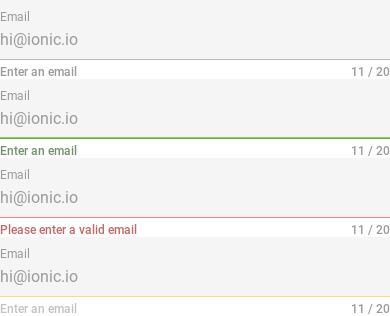 Email
hi@ionic.io
Enter an email 11 / 20
Email
hi@ionic.io
Enter an email 11 / 20
Email
hi@ionic.io
Please enter a valid email 11 / 20
Email
hi@ionic.io
Enter an email 11 / 20